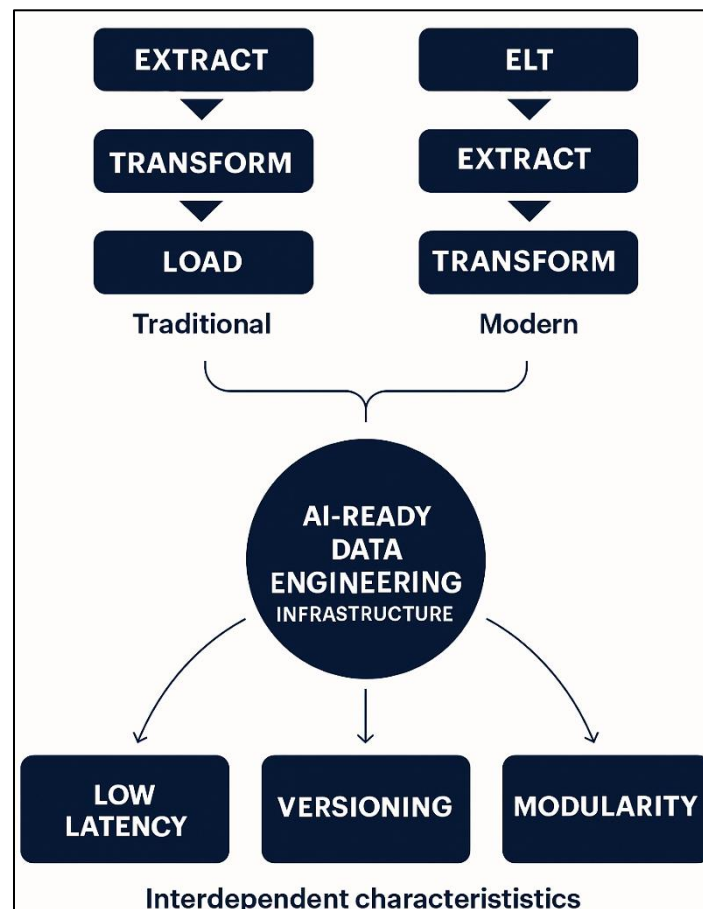 EXTRACT
TRANSFORM
LOAD
Traditional
ELT
EXTRACT
TRANSFORM
Modern
AI-READY
DATA
ENGINEERING
INFRASTRUCTURE
LOW
LATENCY
VERSIONING
MODULARITY
Interdependent characterististics